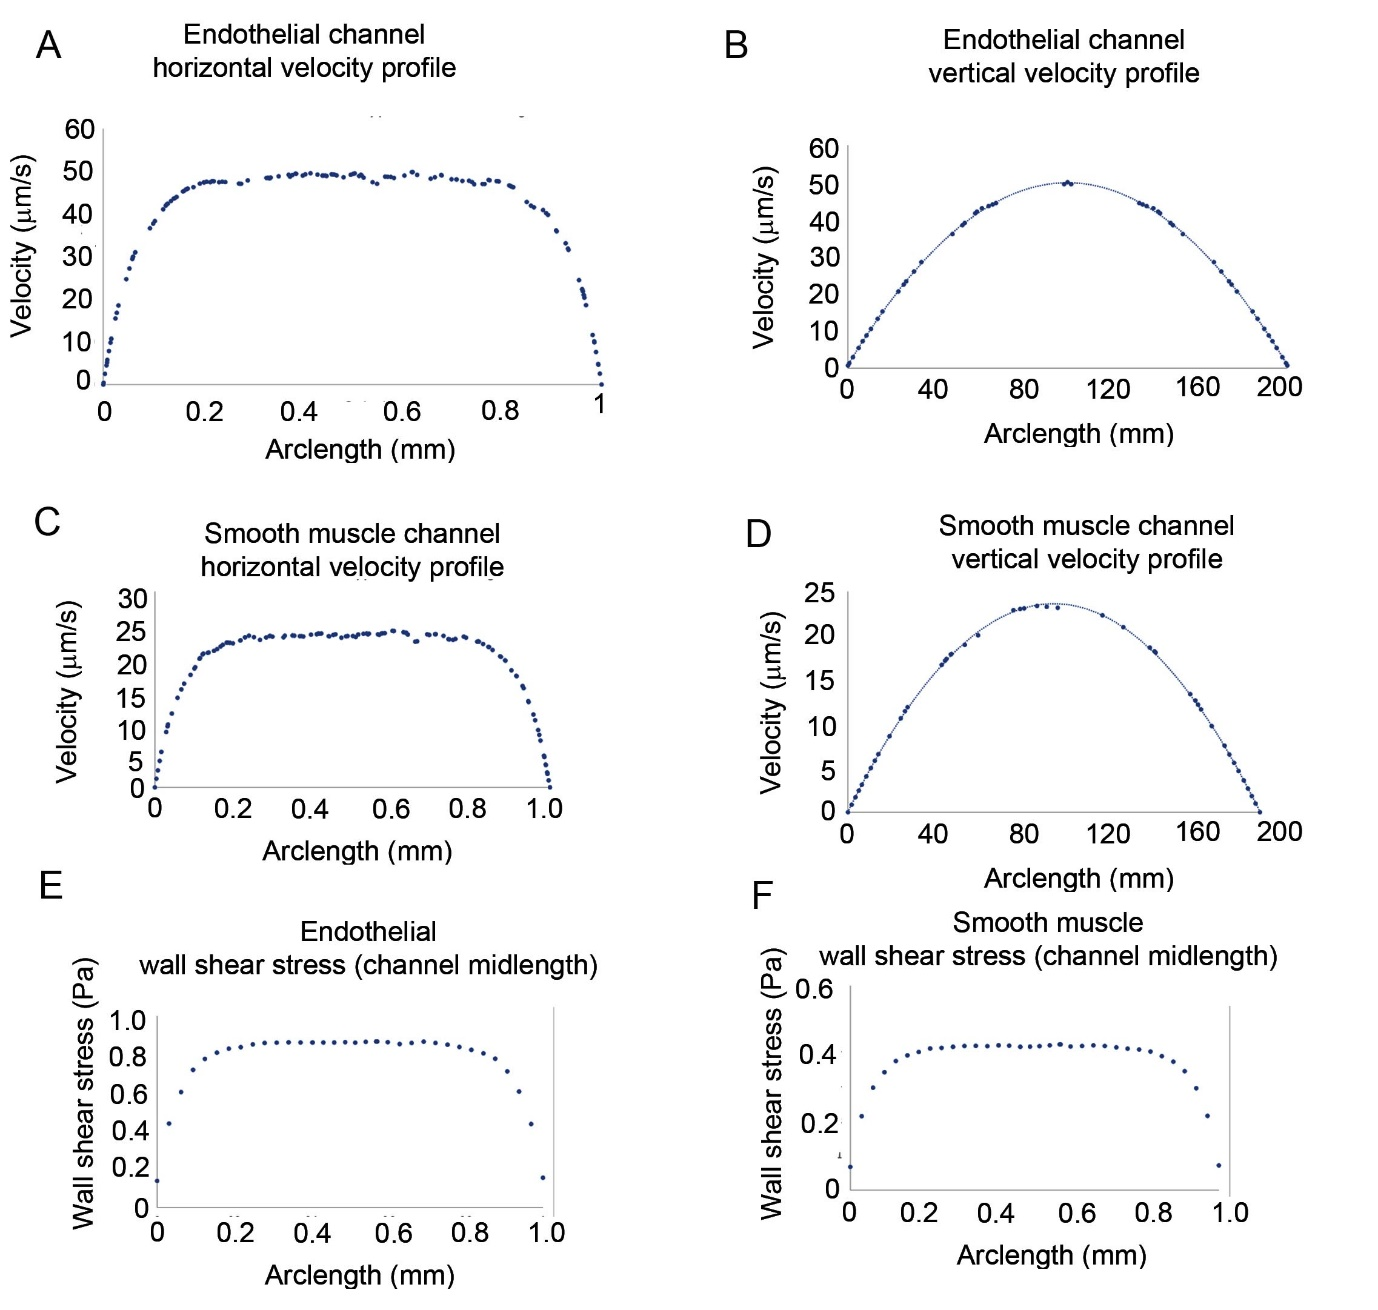 A
Endothelial channel
horizontal velocity profile
Velocity (μm/s)
60
50
40
30
20
10
0
0 0.2 0.4 0.6 0.8 1
Arclength (mm)
B
Endothelial channel
vertical velocity profile
Velocity (μm/s)
60
50
40
30
20
10
0
0 40 80 120 160 200
Arclength (mm)
C
Smooth muscle channel
horizontal velocity profile
Velocity (μm/s)
30
25
20
15
10
5
0
0 0.2 0.4 0.6 0.8 1.0
Arclength (mm)
D
Smooth muscle channel
vertical velocity profile
Velocity (μm/s)
25
20
15
10
5
0
0 40 80 120 160 200
Arclength (mm)
E
Endothelial
wall shear stress (channel midlength)
Wall shear stress (Pa)
1.0
0.8
0.6
0.4
0.2
0
0 0.2 0.4 0.6 0.8 1.0
Arclength (mm)
F
Smooth muscle
wall shear stress (channel midlength)
Wall shear stress (Pa)
0.6
0.4
0.2
0
0 0.2 0.4 0.6 0.8 1.0
Arclength (mm)